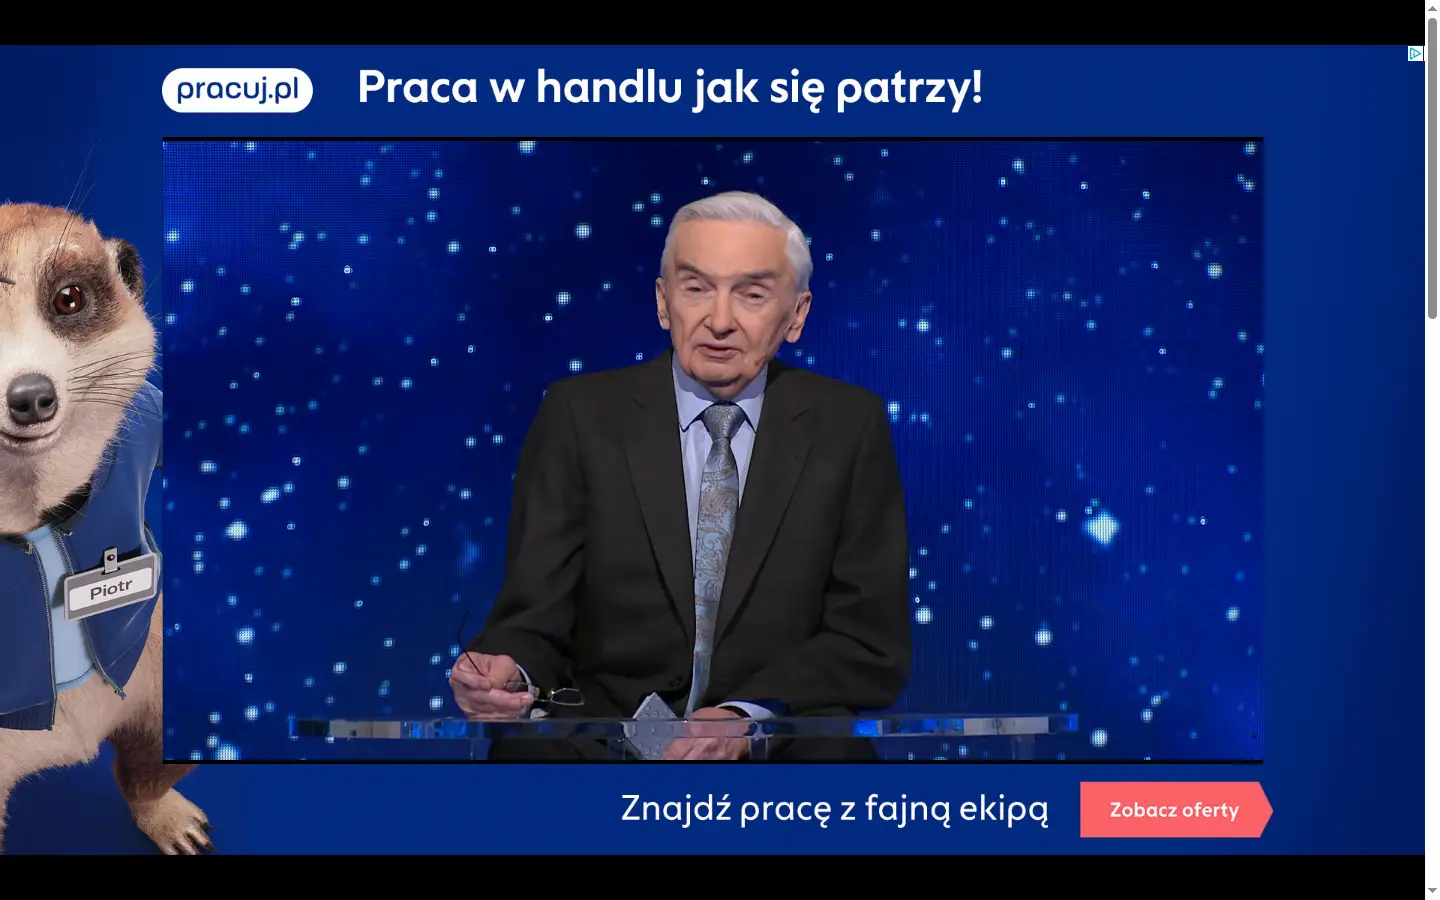 pracuj.pl
Praca w handlu jak się patrzy!
Piotr
Znajdź pracę z fajną ekipą
Zobacz oferty